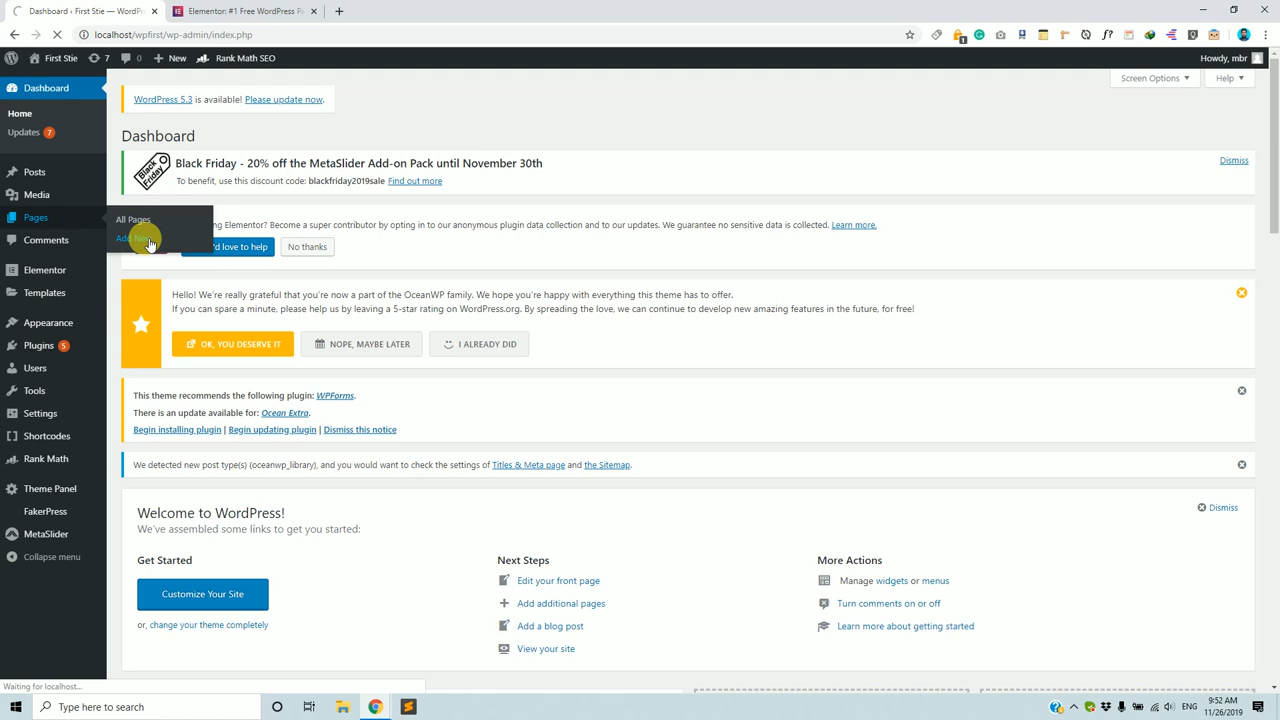 Dashboard ‹ First Stie — WordPr
Elementor: #1 Free WordPress Pa
localhost/wpfirst/wp-admin/index.php
First Stie
7
0
New
Rank Math SEO
Howdy, mbr
Dashboard
Home
Updates 7
Posts
Media
Pages
Comments
Elementor
Templates
Appearance
Plugins 5
Users
Tools
Settings
Shortcodes
Rank Math
Theme Panel
FakerPress
MetaSlider
Collapse menu
All Pages
Add New
Screen Options
Help
WordPress 5.3 is available! Please update now.
Dashboard
Black Friday
Black Friday - 20% off the MetaSlider Add-on Pack until November 30th
Dismiss
To benefit, use this discount code: blackfriday2019sale Find out more
ing Elementor? Become a super contributor by opting in to our anonymous plugin data collection and to our updates. We guarantee no sensitive data is collected. Learn more.
'd love to help
No thanks
Hello! We're really grateful that you're now a part of the OceanWP family. We hope you're happy with everything this theme has to offer.
If you can spare a minute, please help us by leaving a 5-star rating on WordPress.org. By spreading the love, we can continue to develop new amazing features in the future, for free!
OK, YOU DESERVE IT
NOPE, MAYBE LATER
I ALREADY DID
This theme recommends the following plugin: WPForms.
There is an update available for: Ocean Extra.
Begin installing plugin | Begin updating plugin | Dismiss this notice
We detected new post type(s) (oceanwp_library), and you would want to check the settings of Titles & Meta page and the Sitemap.
Welcome to WordPress!
Dismiss
We've assembled some links to get you started:
Get Started
Customize Your Site
or, change your theme completely
Next Steps
Edit your front page
Add additional pages
Add a blog post
View your site
More Actions
Manage widgets or menus
Turn comments on or off
Learn more about getting started
Waiting for localhost...
Type here to search
ENG
9:52 AM
11/26/2019